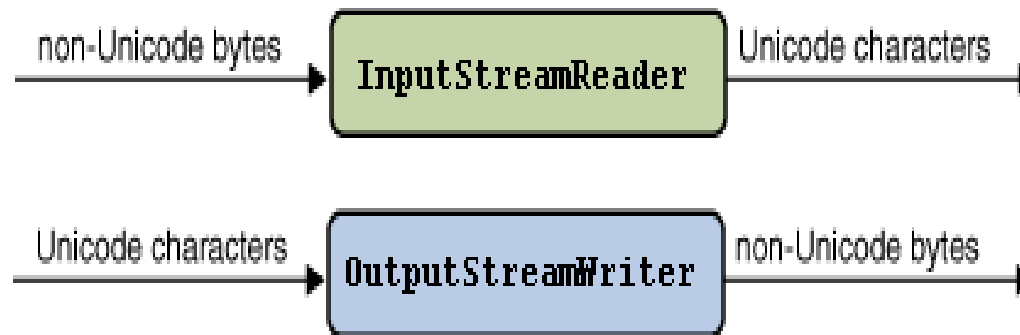 non-Unicode bytes
InputStreamReader
Unicode characters
Unicode characters
OutputStreamWriter
non-Unicode bytes